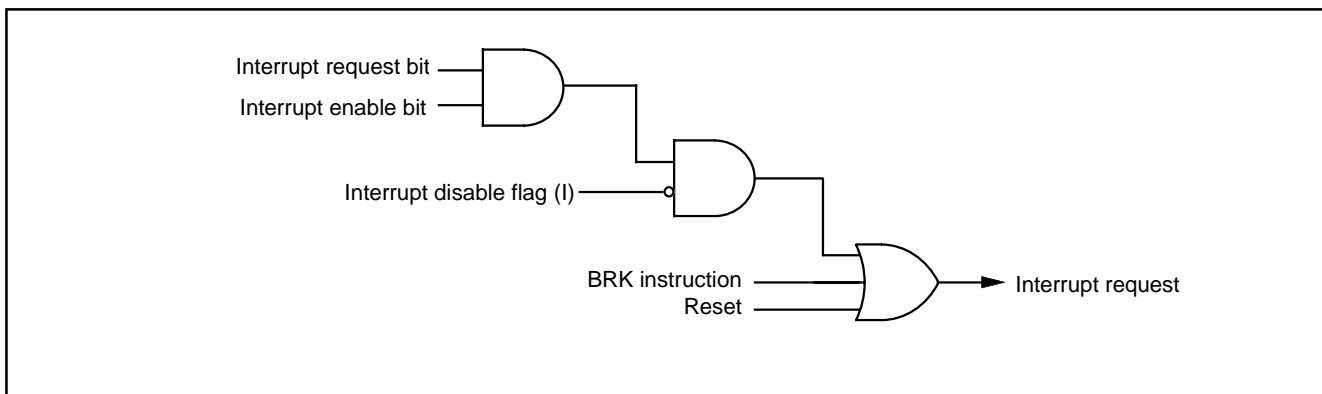 Interrupt request bit
Interrupt enable bit
Interrupt disable flag (I)
BRK instruction
Reset
Interrupt request